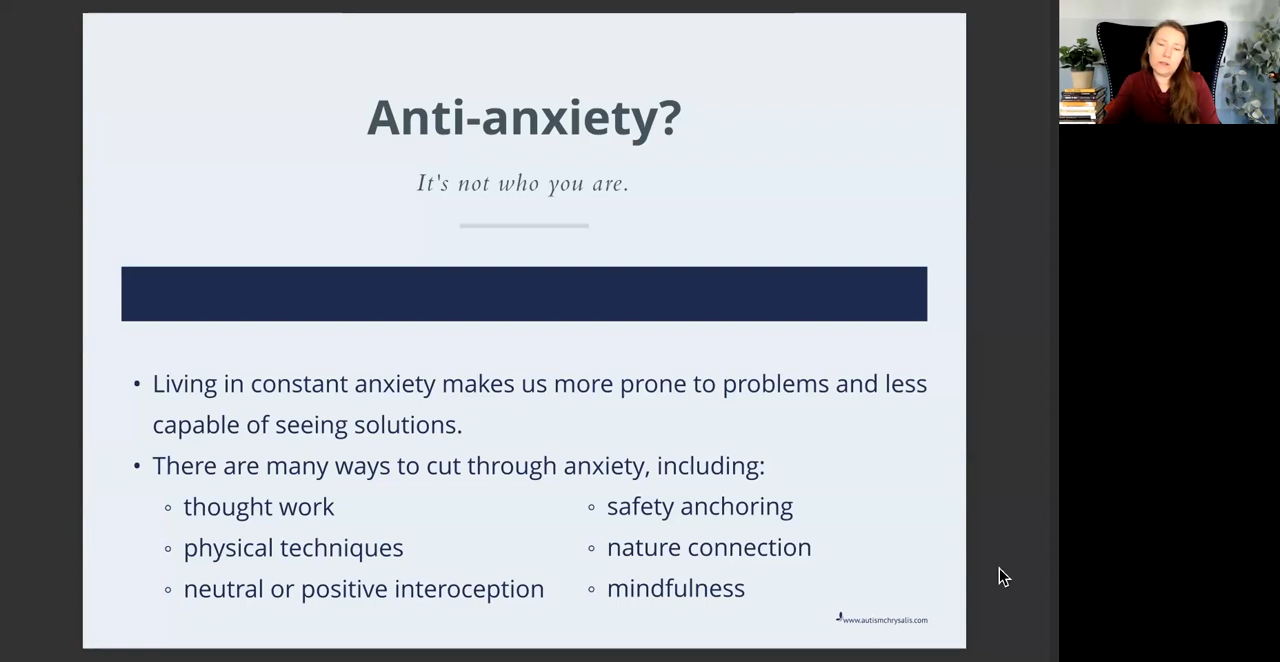 Anti-anxiety?
It's not who you are.
• Living in constant anxiety makes us more prone to problems and less
capable of seeing solutions.
• There are many ways to cut through anxiety, including:
◦ thought work
◦ physical techniques
◦ neutral or positive interoception
◦ safety anchoring
◦ nature connection
◦ mindfulness
www.autismchrysalis.com